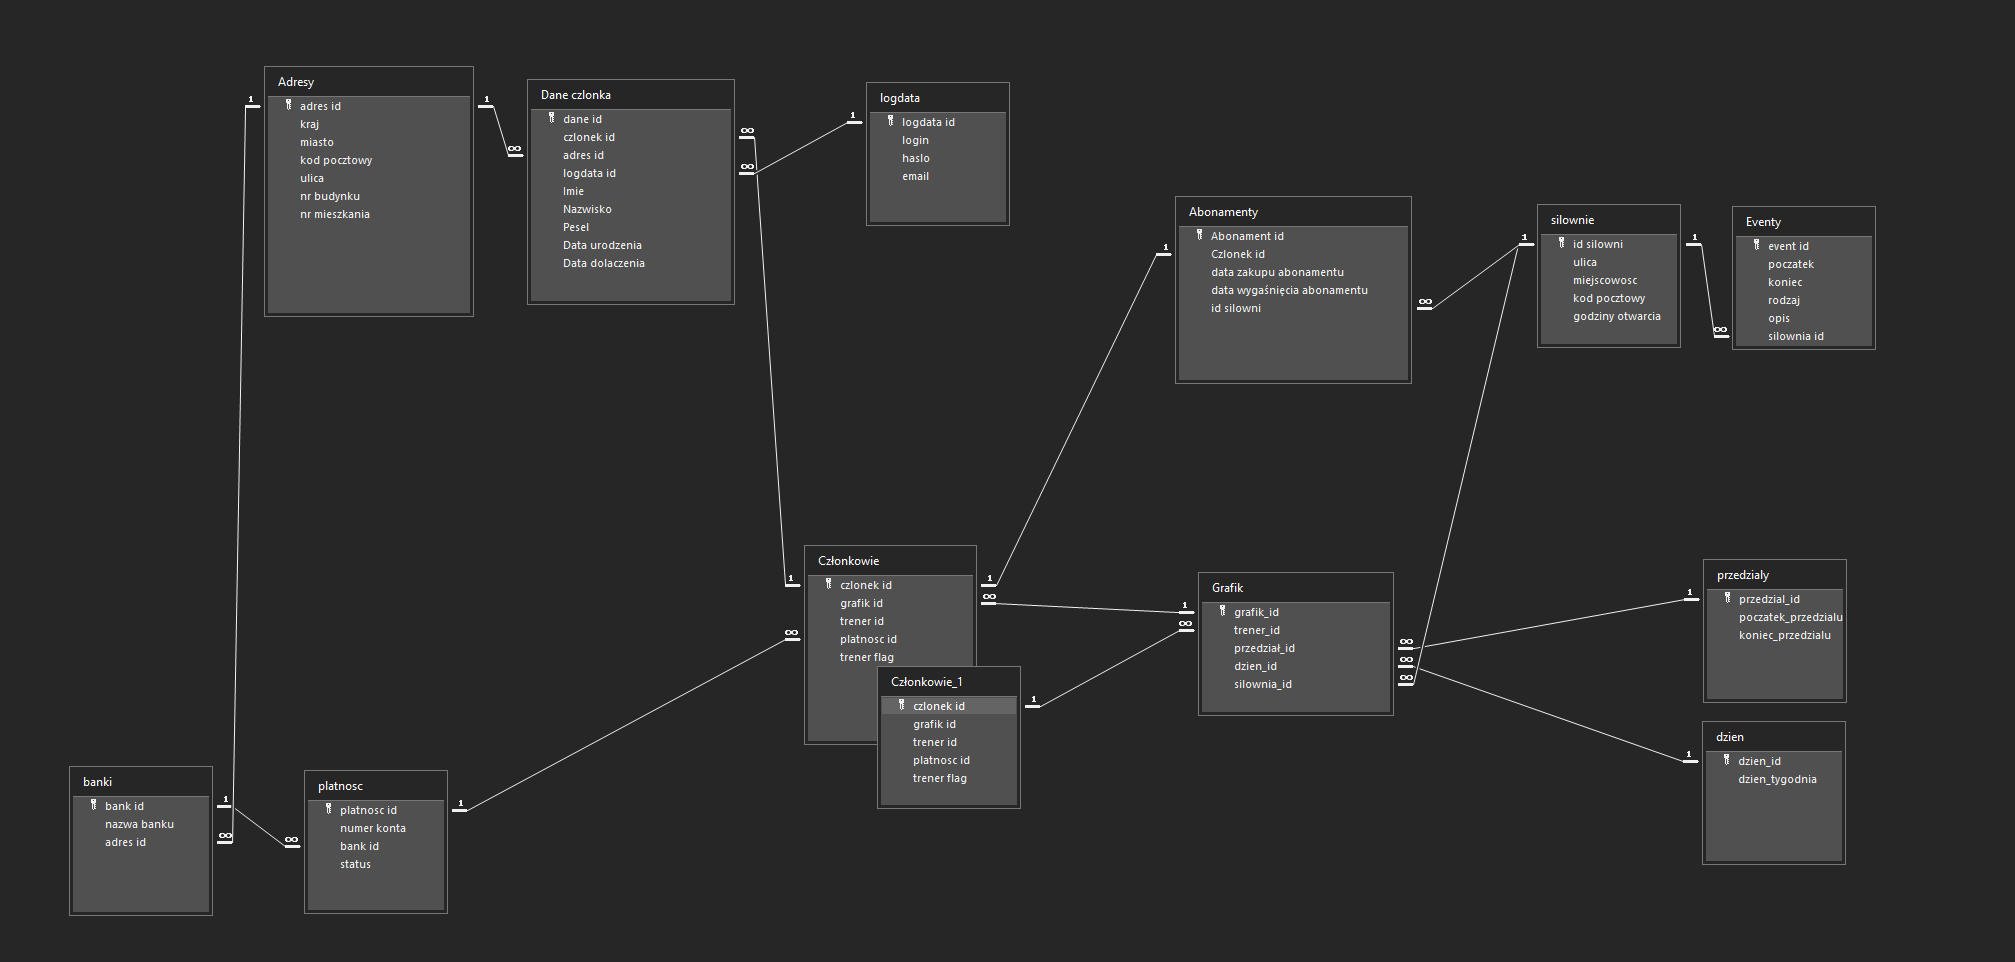 Adresy
adres id
kraj
miasto
kod pocztowy
ulica
nr budynku
nr mieszkania
1
1
∞
Dane czlonka
dane id
czlonek id
adres id
logdata id
Imie
Nazwisko
Pesel
Data urodzenia
Data dolaczenia
∞
∞
1
logdata
logdata id
login
haslo
email
Abonamenty
Abonament id
Czlonek id
data zakupu abonamentu
data wygaśnięcia abonamentu
id silowni
1
∞
1
silownie
id silowni
ulica
miejscowosc
kod pocztowy
godziny otwarcia
1
∞
Eventy
event id
poczatek
koniec
rodzaj
opis
silownia id
Członkowie
czlonek id
grafik id
trener id
platnosc id
trener flag
1
∞
1
∞
Członkowie_1
czlonek id
grafik id
trener id
platnosc id
trener flag
1
1
∞
Grafik
grafik_id
trener_id
przedział_id
dzien_id
silownia_id
∞
∞
∞
1
przedzialy
przedzial_id
poczatek_przedzialu
koniec_przedzialu
1
dzien
dzien_id
dzien_tygodnia
banki
bank id
nazwa banku
adres id
1
∞
∞
platnosc
platnosc id
numer konta
bank id
status
1